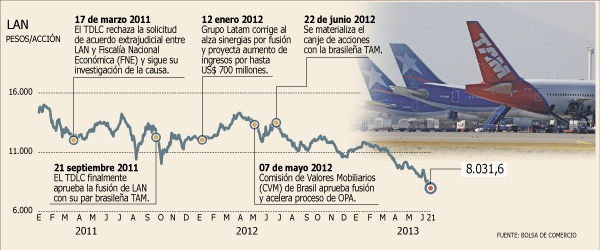 LAN
PESOS/ACCIÓN
17 de marzo 2011
El TDLC rechaza la solicitud
de acuerdo extrajudicial entre
LAN y Fiscalía Nacional
Económica (FNE) y sigue su
investigación de la causa.
12 enero 2012
Grupo Latam corrige al
alza sinergias por fusión
y proyecta aumento de
ingresos por hasta
US$ 700 millones.
22 de junio 2012
Se materializa el
canje de acciones
con la brasileña TAM.
TAM
16.000
11.000
6.000
21 septiembre 2011
EL TDLC finalmente
aprueba la fusión de LAN
con su par brasileña TAM.
07 de mayo 2012
Comisión de Valores Mobiliarios
(CVM) de Brasil aprueba fusión
y acelera proceso de OPA.
8.031,6
E F M A M J J A S O N D E F M A M J J A S O N D E F M A M J 21
2011 2012 2013
FUENTE: BOLSA DE COMERCIO